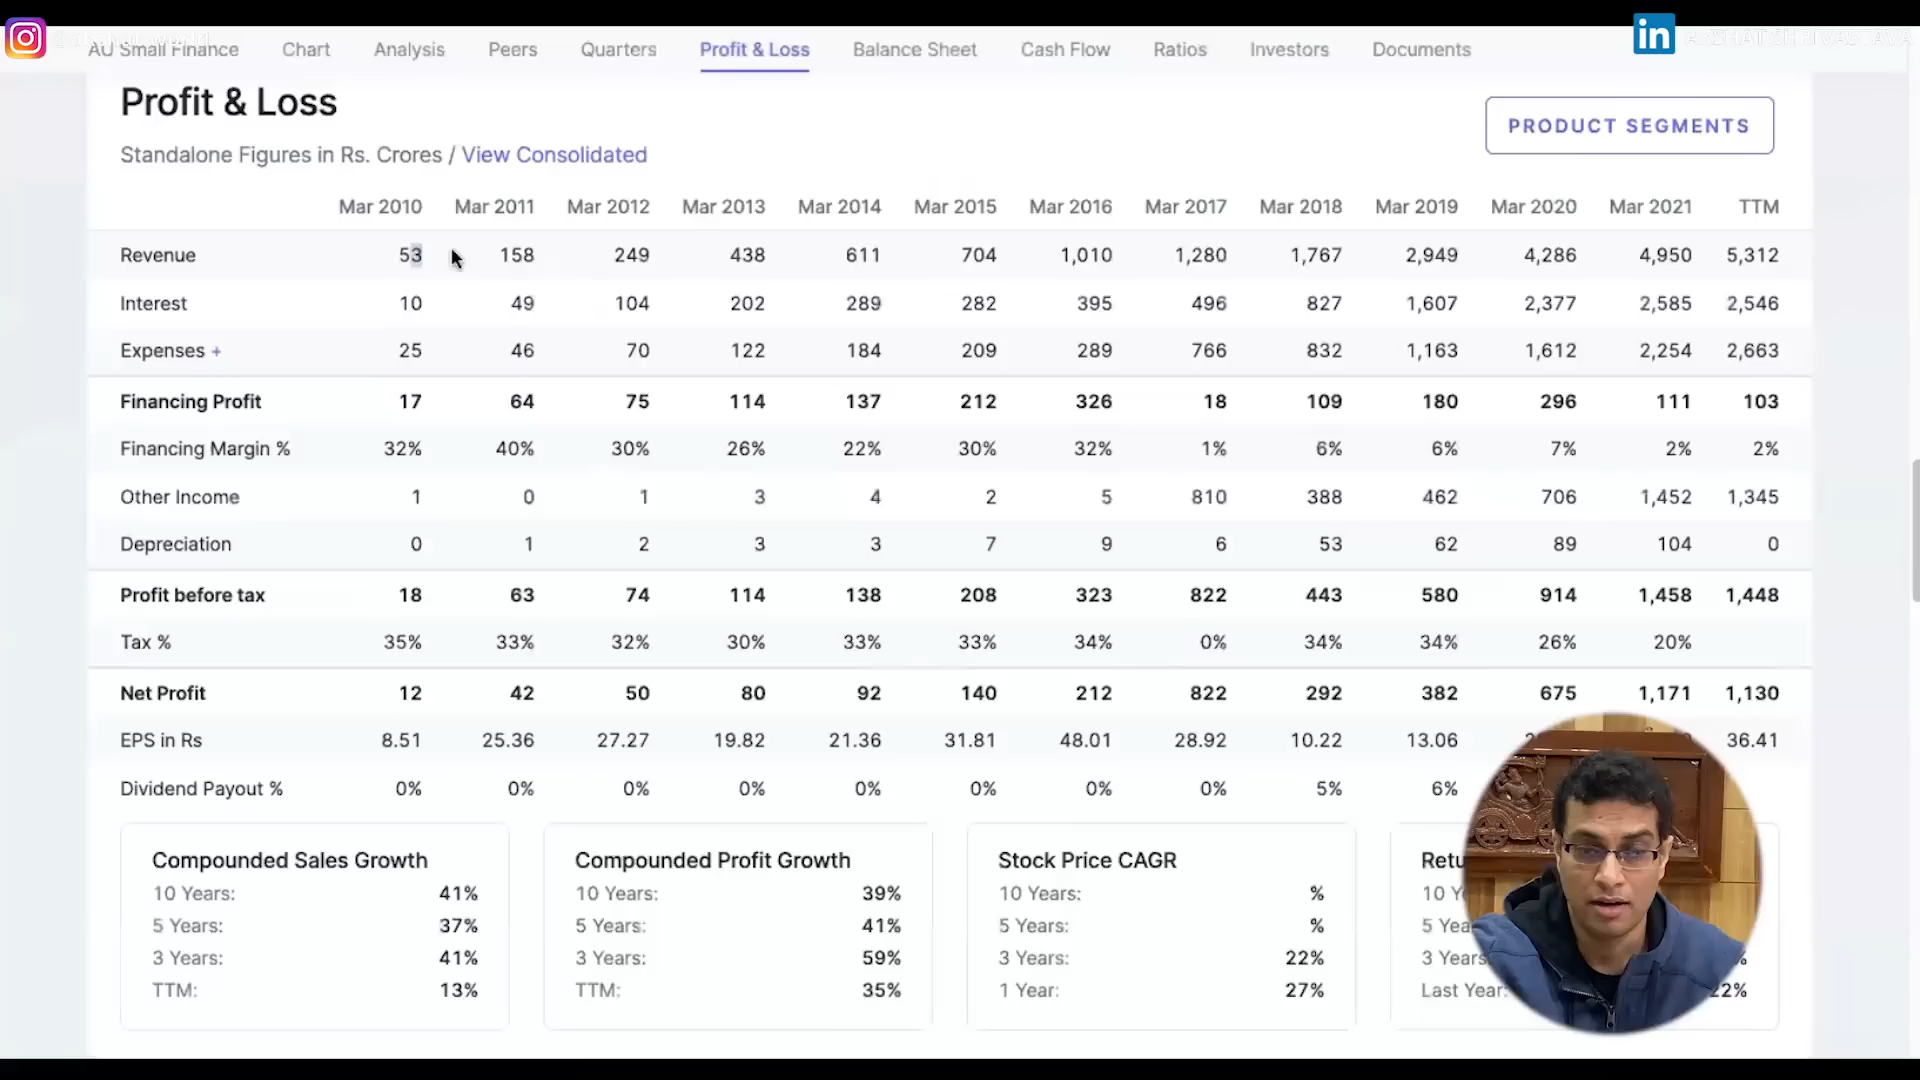 AU Small Finance Chart Analysis Peers Quarters Profit & Loss Balance Sheet Cash Flow Ratios Investors Documents
in
Profit & Loss
PRODUCT SEGMENTS
Standalone Figures in Rs. Crores / View Consolidated
Mar 2010 Mar 2011 Mar 2012 Mar 2013 Mar 2014 Mar 2015 Mar 2016 Mar 2017 Mar 2018 Mar 2019 Mar 2020 Mar 2021 TTM
Revenue 53 158 249 438 611 704 1,010 1,280 1,767 2,949 4,286 4,950 5,312
Interest 10 49 104 202 289 282 395 496 827 1,607 2,377 2,585 2,546
Expenses + 25 46 70 122 184 209 289 766 832 1,163 1,612 2,254 2,663
Financing Profit 17 64 75 114 137 212 326 18 109 180 296 111 103
Financing Margin % 32% 40% 30% 26% 22% 30% 32% 1% 6% 6% 7% 2% 2%
Other Income 1 0 1 3 4 2 5 810 388 462 706 1,452 1,345
Depreciation 0 1 2 3 3 7 9 6 53 62 89 104 0
Profit before tax 18 63 74 114 138 208 323 822 443 580 914 1,458 1,448
Tax % 35% 33% 32% 30% 33% 33% 34% 0% 34% 34% 26% 20%
Net Profit 12 42 50 80 92 140 212 822 292 382 675 1,171 1,130
EPS in Rs 8.51 25.36 27.27 19.82 21.36 31.81 48.01 28.92 10.22 13.06 36.41
Dividend Payout % 0% 0% 0% 0% 0% 0% 0% 0% 5% 6%
Compounded Sales Growth
10 Years: 41%
5 Years: 37%
3 Years: 41%
TTM: 13%
Compounded Profit Growth
10 Years: 39%
5 Years: 41%
3 Years: 59%
TTM: 35%
Stock Price CAGR
10 Years: %
5 Years: %
3 Years: 22%
1 Year: 27%
Retu
10 Y
5 Yea
3 Years %
Last Year: 22%